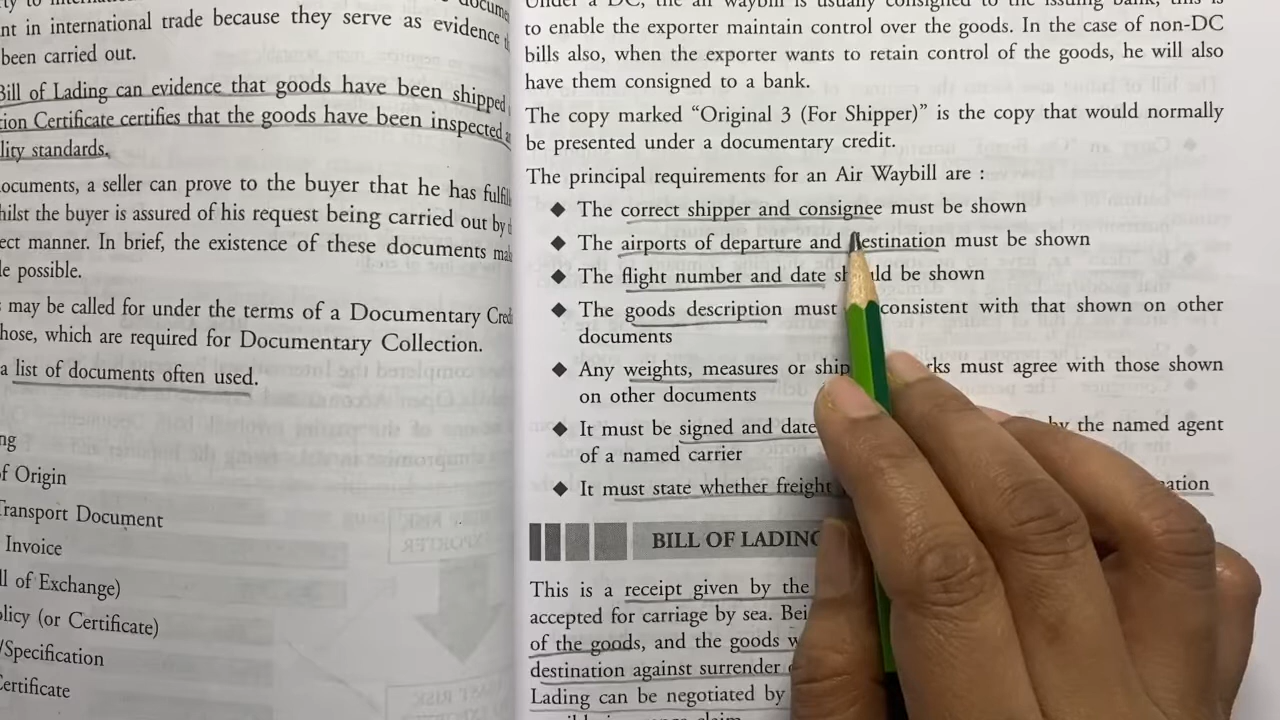 nt in international trade because they serve as evidence
been carried out.
Bill of Lading can evidence that goods have been shipped
tion Certificate certifies that the goods have been inspected
lity standards.
ocuments, a seller can prove to the buyer that he has
hilst the buyer is assured of his request being carried out by
ect manner. In brief, the existence of these documents
le possible.
s may be called for under the terms of a Documentary
hose, which are required for Documentary Collection.
a list of documents often used.
ng
of Origin
Transport Document
Invoice
ll of Exchange)
olicy (or Certificate)
/Specification
Certificate
Under a DC, the air waybill is usually consigned to the issuing bank, this is
to enable the exporter maintain control over the goods. In the case of non-DC
bills also, when the exporter wants to retain control of the goods, he will also
have them consigned to a bank.
The copy marked “Original 3 (For Shipper)” is the copy that would normally
be presented under a documentary credit.
The principal requirements for an Air Waybill are :
◆ The correct shipper and consignee must be shown
◆ The airports of departure and destination must be shown
◆ The flight number and date should be shown
◆ The goods description must consistent with that shown on other
documents
◆ Any weights, measures or ship rks must agree with those shown
on other documents
◆ It must be signed and date by the named agent
of a named carrier
◆ It must state whether freight ation
BILL OF LADING
This is a receipt given by the
accepted for carriage by sea. Bei
of the goods, and the goods w
destination against surrender
Lading can be negotiated by